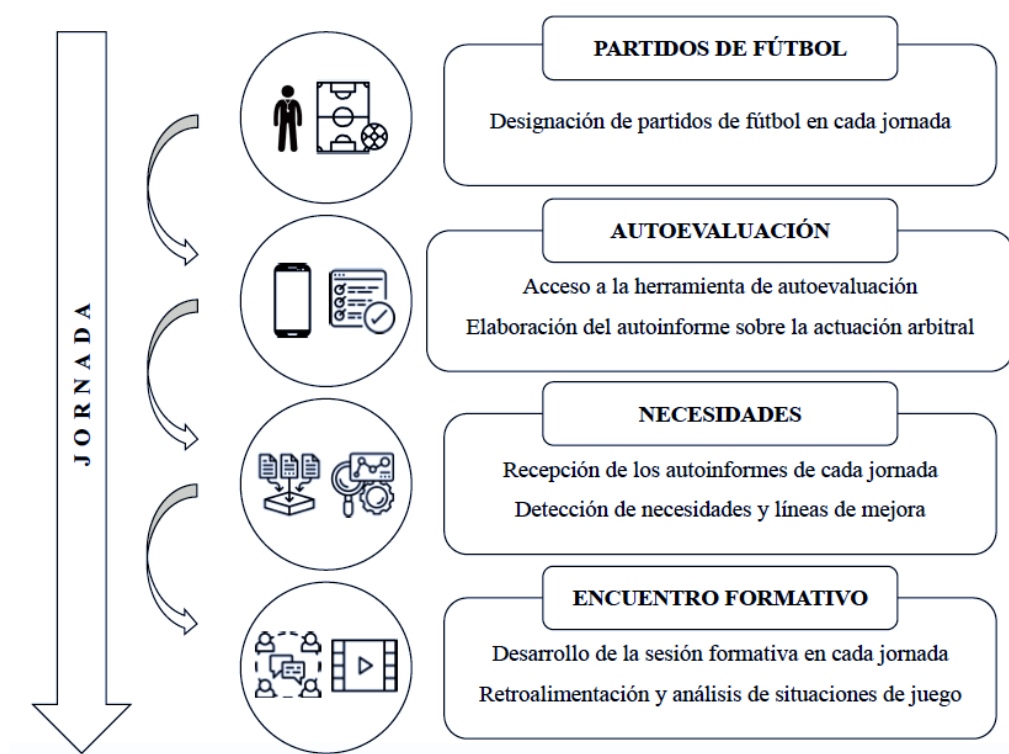 PARTIDOS DE FÚTBOL
Designación de partidos de fútbol en cada jornada
AUTOEVALUACIÓN
Acceso a la herramienta de autoevaluación
Elaboración del autoinforme sobre la actuación arbitral
JORNADA
NECESIDADES
Recepción de los autoinformes de cada jornada
Detección de necesidades y líneas de mejora
ENCUENTRO FORMATIVO
Desarrollo de la sesión formativa en cada jornada
Retroalimentación y análisis de situaciones de juego